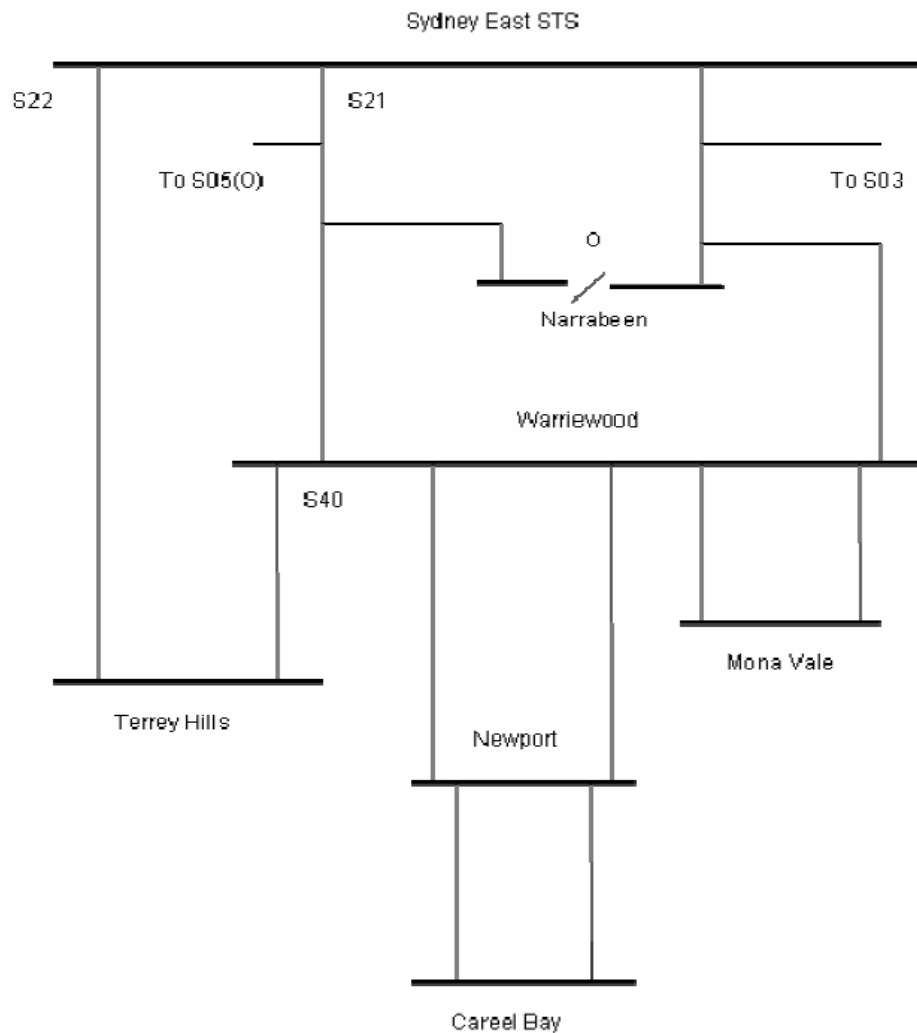 Sydney East STS
S22
S21
To S05(O)
To S03
O
Narrabeen
Warriewood
S40
Mona Vale
Terrey Hills
Newport
Careel Bay